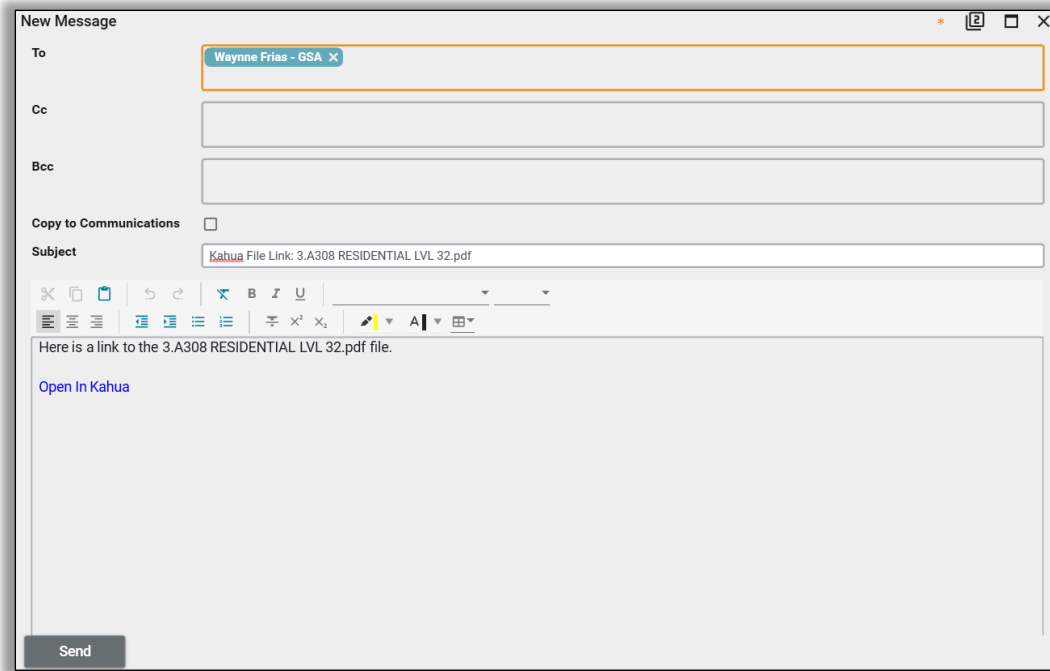 New Message
To
Waynne Frias - GSA
Cc
Bcc
Copy to Communications
Subject
Kahua File Link: 3.A308 RESIDENTIAL LVL 32.pdf
Here is a link to the 3.A308 RESIDENTIAL LVL 32.pdf file.
Open In Kahua
Send